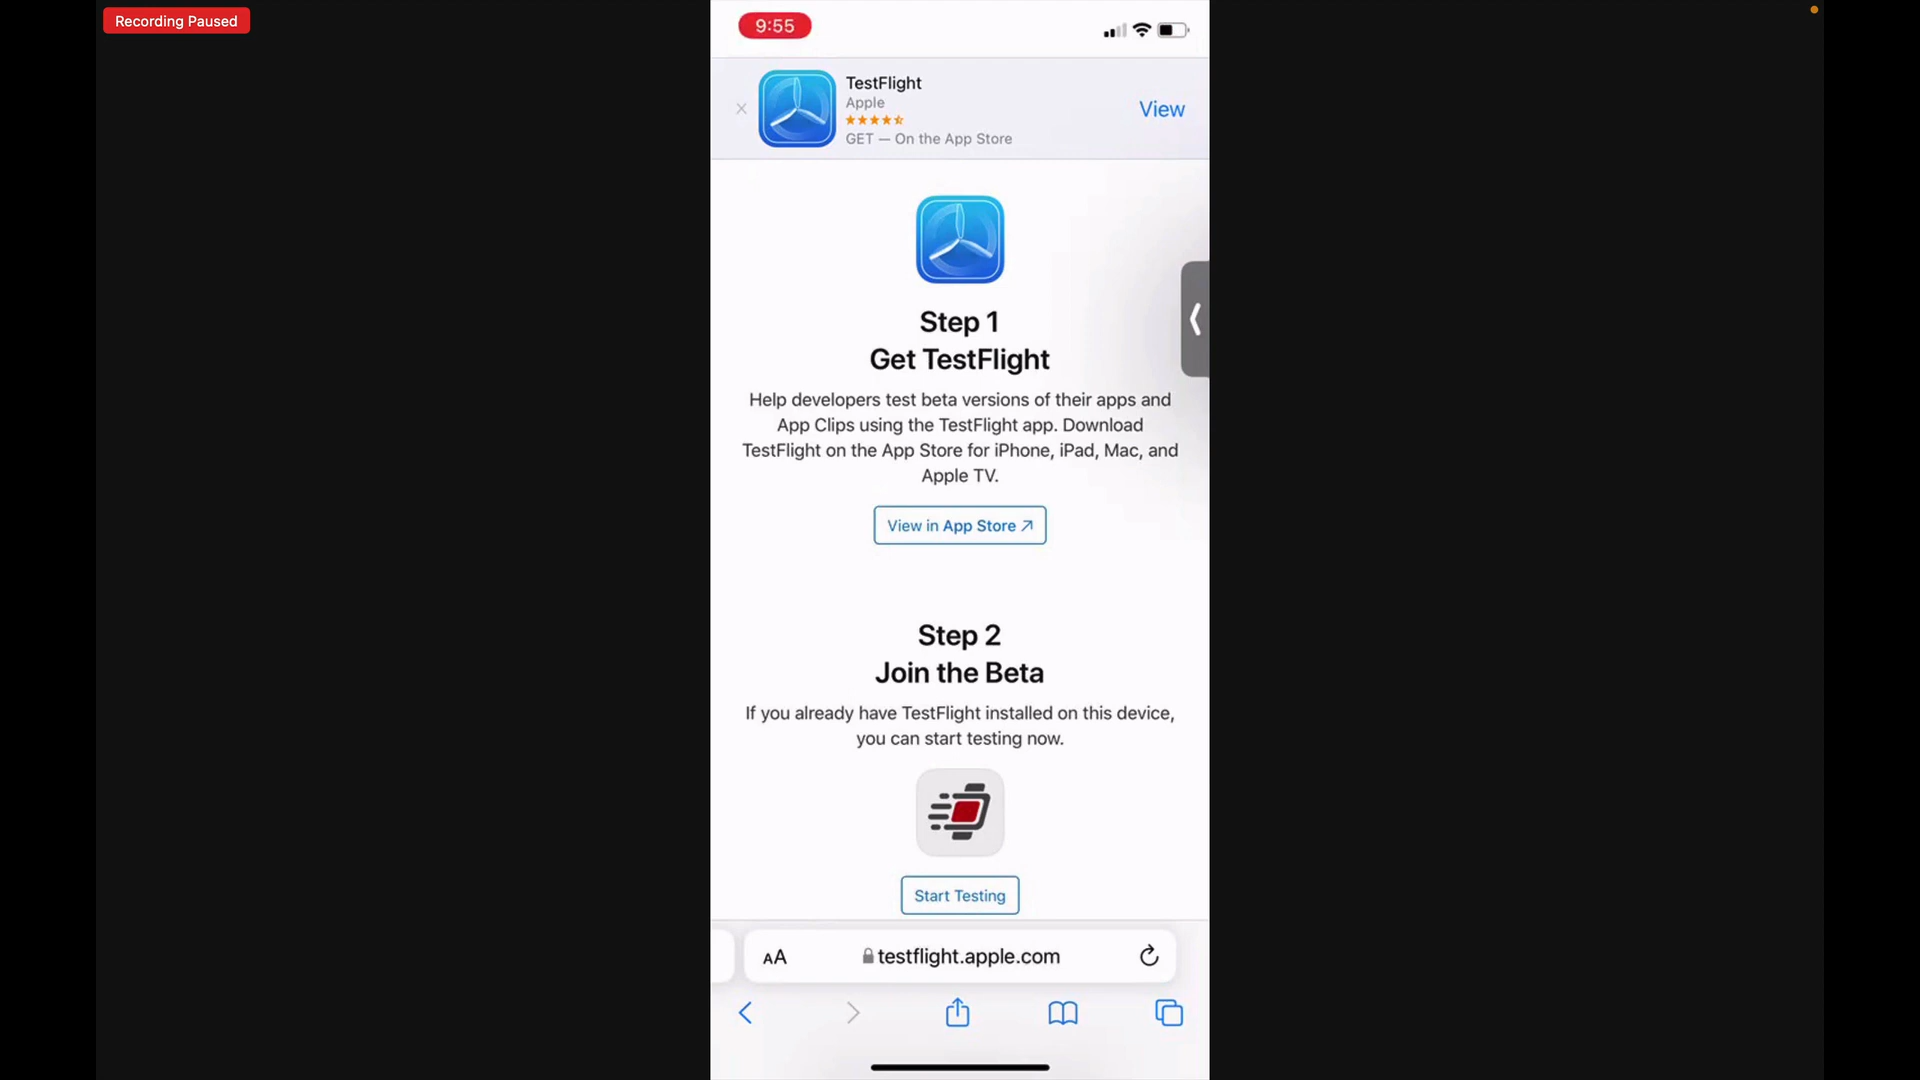 Recording Paused
9:55
TestFlight
Apple
GET — On the App Store
View
Step 1
Get TestFlight
Help developers test beta versions of their apps and
App Clips using the TestFlight app. Download
TestFlight on the App Store for iPhone, iPad, Mac, and
Apple TV.
View in App Store ↗
Step 2
Join the Beta
If you already have TestFlight installed on this device,
you can start testing now.
Start Testing
AA
testflight.apple.com